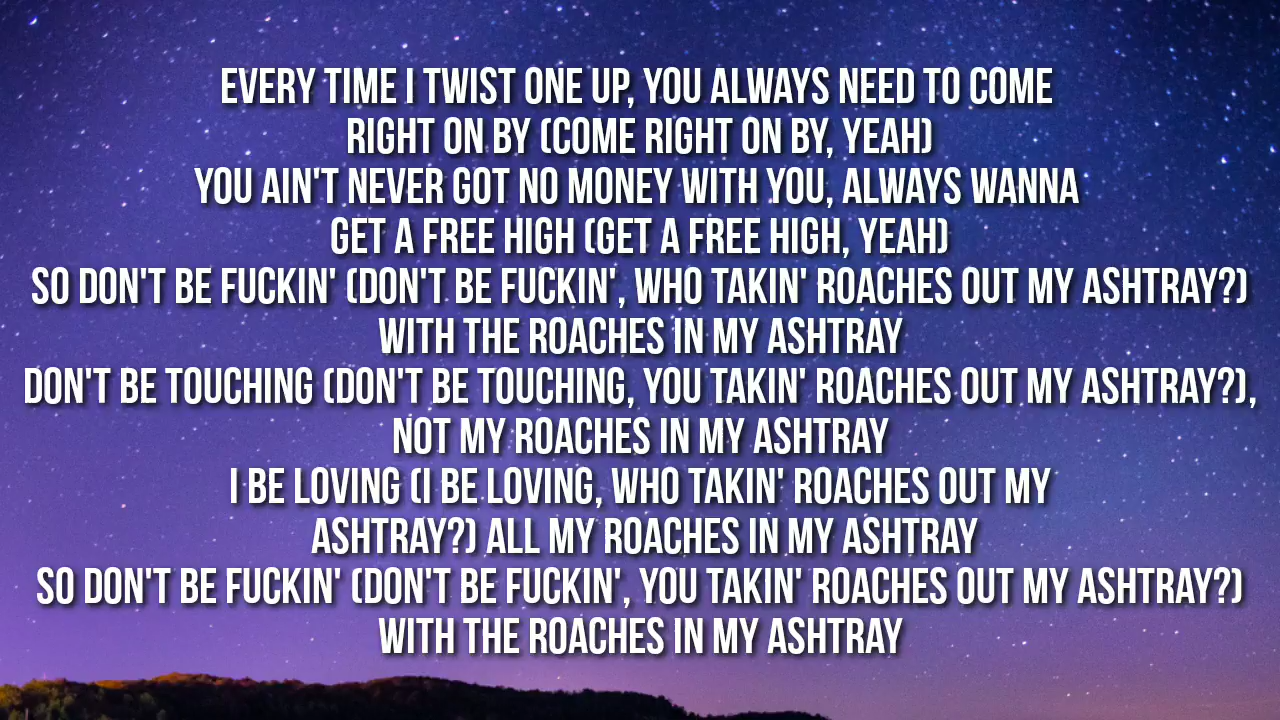 EVERY TIME I TWIST ONE UP, YOU ALWAYS NEED TO COME
RIGHT ON BY (COME RIGHT ON BY, YEAH)
YOU AIN'T NEVER GOT NO MONEY WITH YOU, ALWAYS WANNA
GET A FREE HIGH (GET A FREE HIGH, YEAH)
SO DON'T BE FUCKIN' (DON'T BE FUCKIN', WHO TAKIN' ROACHES OUT MY ASHTRAY?)
WITH THE ROACHES IN MY ASHTRAY
DON'T BE TOUCHING (DON'T BE TOUCHING, YOU TAKIN' ROACHES OUT MY ASHTRAY?),
NOT MY ROACHES IN MY ASHTRAY
I BE LOVING (I BE LOVING, WHO TAKIN' ROACHES OUT MY
ASHTRAY?) ALL MY ROACHES IN MY ASHTRAY
SO DON'T BE FUCKIN' (DON'T BE FUCKIN', YOU TAKIN' ROACHES OUT MY ASHTRAY?)
WITH THE ROACHES IN MY ASHTRAY